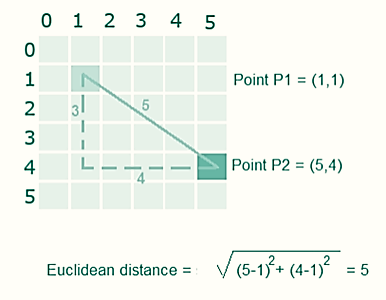 0 1 2 3 4 5
0
1 Point P1 = (1,1)
2 3 5
3
4 Point P2 = (5,4)
4
5
Euclidean distance = √(5-1)²+ (4-1)² = 5